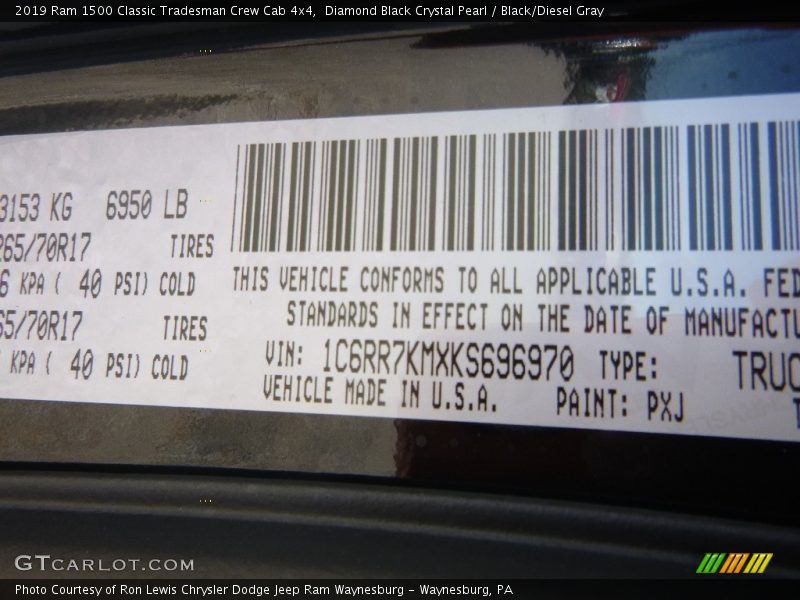 2019 Ram 1500 Classic Tradesman Crew Cab 4x4,  Diamond Black Crystal Pearl / Black/Diesel Gray
3153 KG 6950 LB
265/70R17 TIRES
6 KPA ( 40 PSI) COLD
65/70R17 TIRES
KPA ( 40 PSI) COLD
THIS VEHICLE CONFORMS TO ALL APPLICABLE U.S.A. FED
STANDARDS IN EFFECT ON THE DATE OF MANUFACTU
VIN: 1C6RR7KMXKS696970 TYPE: TRUC
VEHICLE MADE IN U.S.A. PAINT: PXJ
GTCARLOT.COM
Photo Courtesy of Ron Lewis Chrysler Dodge Jeep Ram Waynesburg - Waynesburg, PA